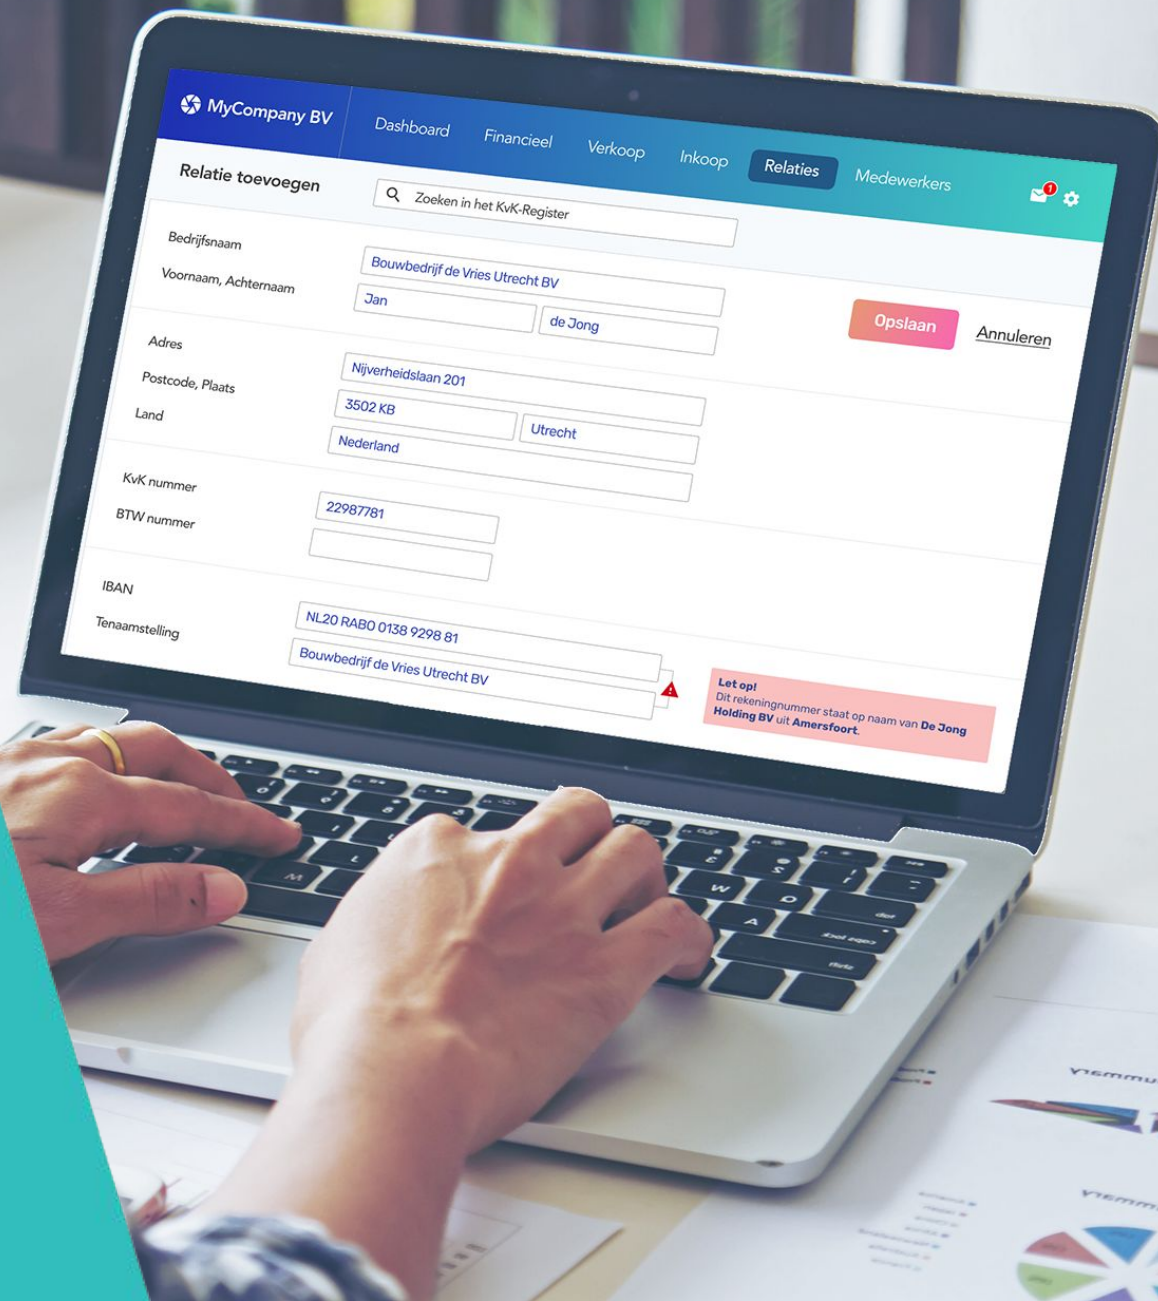 MyCompany BV
Dashboard Financieel Verkoop Inkoop Relaties Medewerkers
1
Relatie toevoegen
Zoeken in het KvK-Register
Bedrijfsnaam
Bouwbedrijf de Vries Utrecht BV
Voornaam, Achternaam
Jan de Jong
Opslaan Annuleren
Adres
Nijverheidslaan 201
Postcode, Plaats
3502 KB Utrecht
Land
Nederland
KvK nummer
22987781
BTW nummer
IBAN
NL20 RABO 0138 9298 81
Tenaamstelling
Bouwbedrijf de Vries Utrecht BV
Let op!
Dit rekeningnummer staat op naam van De Jong
Holding BV uit Amersfoort.